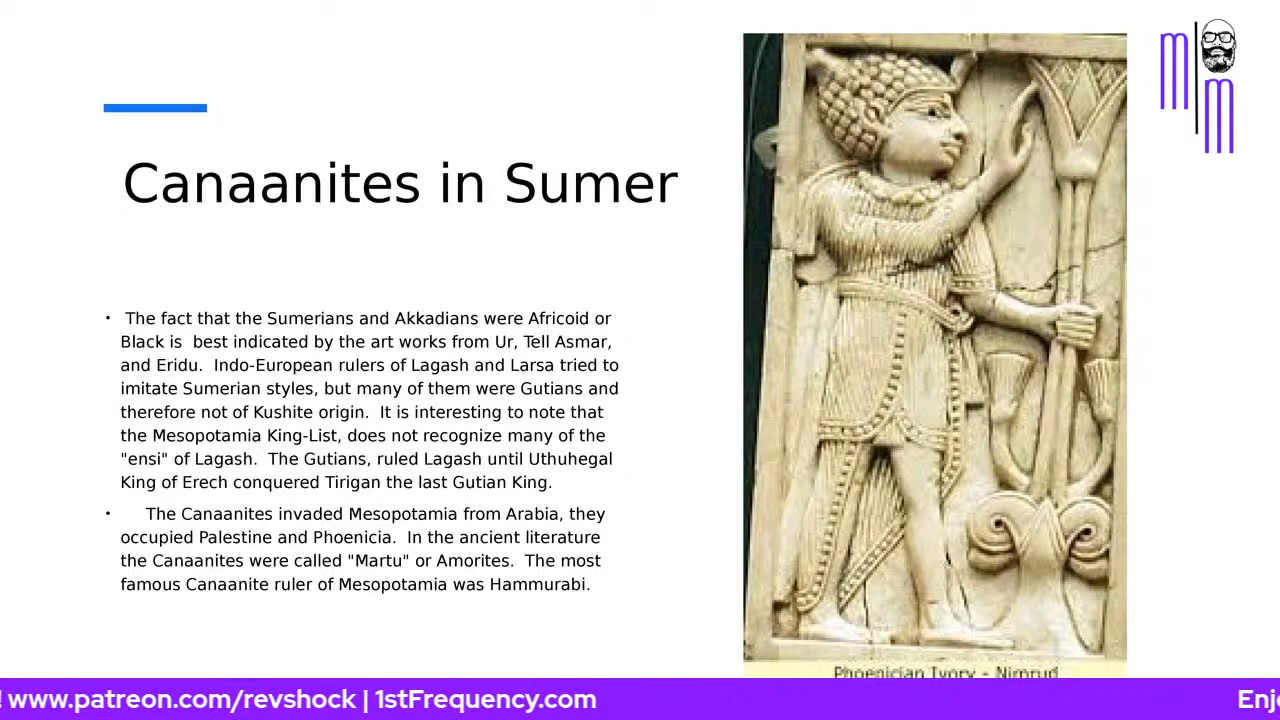 m
m
Canaanites in Sumer
• The fact that the Sumerians and Akkadians were Africoid or
Black is best indicated by the art works from Ur, Tell Asmar,
and Eridu. Indo-European rulers of Lagash and Larsa tried to
imitate Sumerian styles, but many of them were Gutians and
therefore not of Kushite origin. It is interesting to note that
the Mesopotamia King-List, does not recognize many of the
"ensi" of Lagash. The Gutians, ruled Lagash until Uthuhegal
King of Erech conquered Tirigan the last Gutian King.
• The Canaanites invaded Mesopotamia from Arabia, they
occupied Palestine and Phoenicia. In the ancient literature
the Canaanites were called "Martu" or Amorites. The most
famous Canaanite ruler of Mesopotamia was Hammurabi.
Phoenician Ivory - Nimrud
! www.patreon.com/revshock | 1stFrequency.com